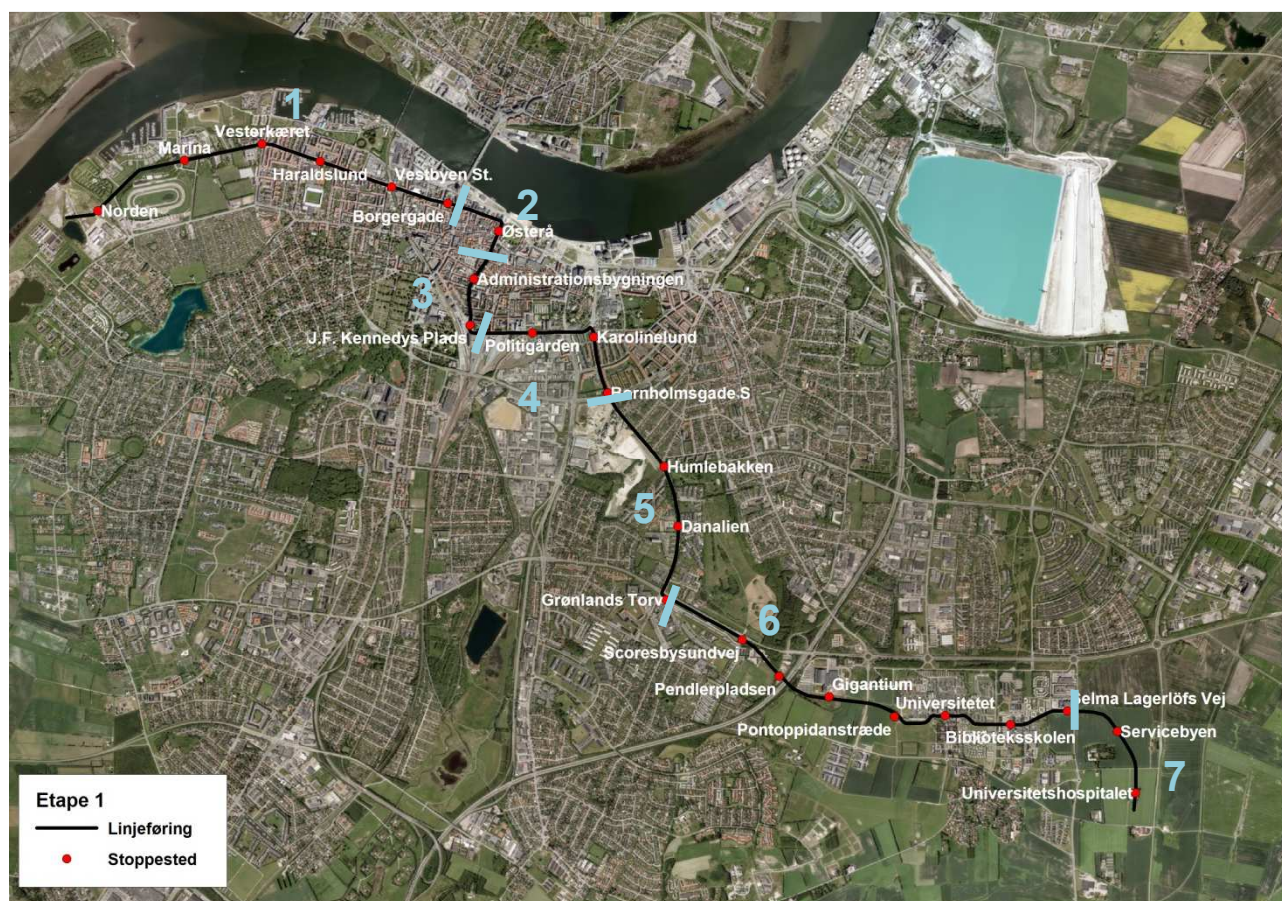 1
Vesterkæret
Marina
Haraldslund
Vestbyen St.
Norden
Borgergade
2
Østerå
Administrationsbygningen
3
J.F. Kennedys Plads
Politigården
Karolinelund
4
Bornholmsgade S
Humlebakken
5
Danalien
Grønlands Torv
6
Scoresbysundvej
Pendlerpladsen
Gigantium
Universitetet
Selma Lagerlöfs Vej
Pontoppidanstræde
Biblioteksskolen
Servicebyen
7
Universitetshospitalet
Etape 1
Linjeføring
Stoppested